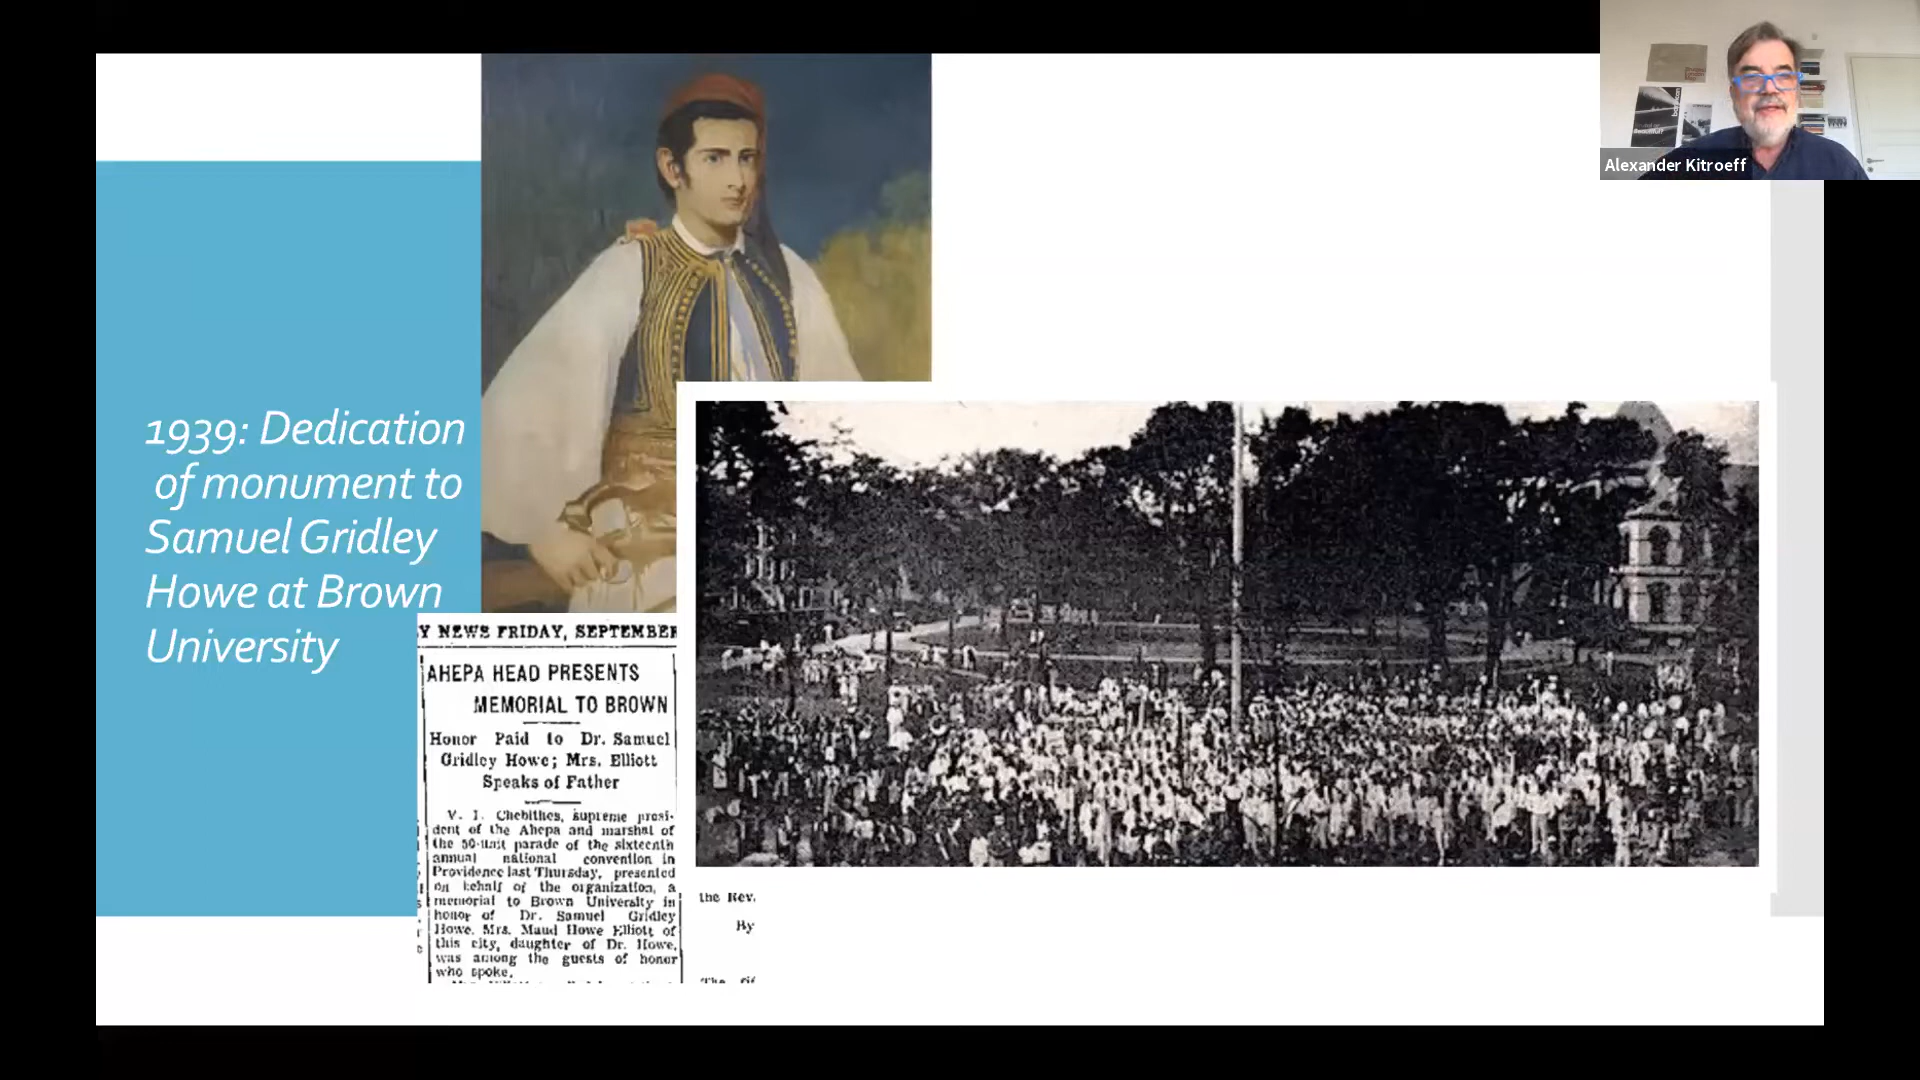 Alexander Kitroeff
1939: Dedication
of monument to
Samuel Gridley
Howe at Brown
University
Y NEWS FRIDAY, SEPTEMBER
AHEPA HEAD PRESENTS
MEMORIAL TO BROWN
Honor Paid to Dr. Samuel
Gridley Howe; Mrs. Elliott
Speaks of Father
V. I. Chebithes, supreme presi-
dent of the Ahepa and marshal of
the 50-unit parade of the sixteenth
annual national convention in
Providence last Thursday, presented
on behalf of the organization, a
memorial to Brown University in
honor of Dr. Samuel Gridley
Howe. Mrs. Maud Howe Elliott of
this city, daughter of Dr. Howe,
was among the guests of honor
who spoke.
the Rev.
By